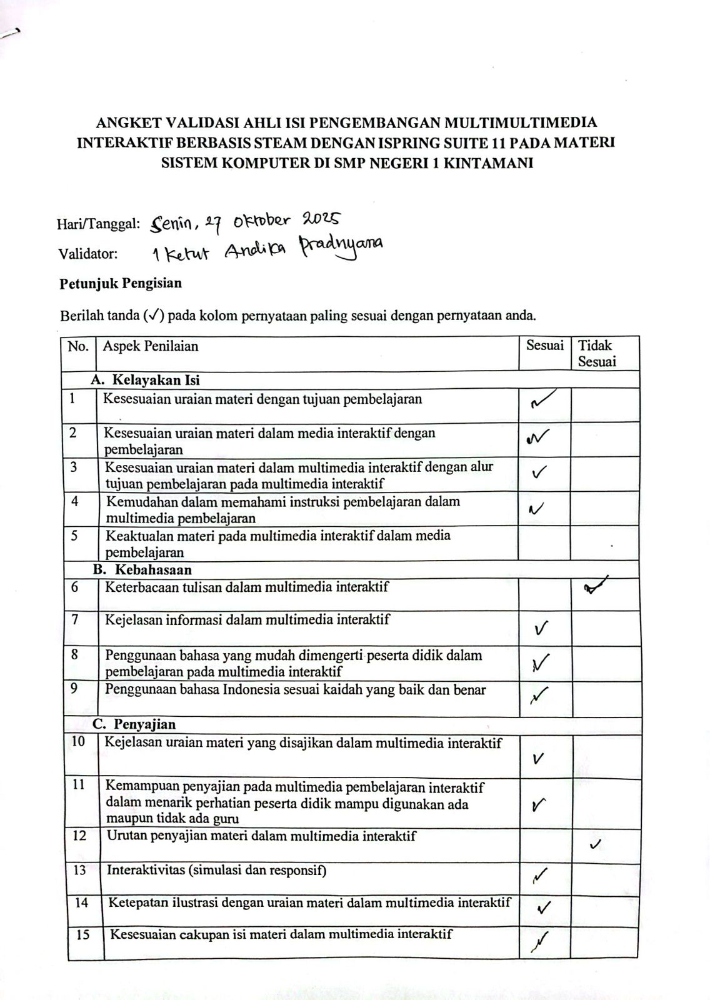 ANGKET VALIDASI AHLI ISI PENGEMBANGAN MULTIMULTIMEDIA
INTERAKTIF BERBASIS STEAM DENGAN ISPRING SUITE 11 PADA MATERI
SISTEM KOMPUTER DI SMP NEGERI 1 KINTAMANI
Hari/Tanggal: Senin, 27 Oktober 2025
Validator: I Ketut Andika Pradnyana
Petunjuk Pengisian
Berilah tanda (✓) pada kolom pernyataan paling sesuai dengan pernyataan anda.
No. Aspek Penilaian Sesuai Tidak
Sesuai
A. Kelayakan Isi
1 Kesesuaian uraian materi dengan tujuan pembelajaran ✓
2 Kesesuaian uraian materi dalam media interaktif dengan ✓
pembelajaran
3 Kesesuaian uraian materi dalam multimedia interaktif dengan alur ✓
tujuan pembelajaran pada multimedia interaktif
4 Kemudahan dalam memahami instruksi pembelajaran dalam ✓
multimedia pembelajaran
5 Keaktualan materi pada multimedia interaktif dalam media
pembelajaran
B. Kebahasaan
6 Keterbacaan tulisan dalam multimedia interaktif ✓
7 Kejelasan informasi dalam multimedia interaktif ✓
8 Penggunaan bahasa yang mudah dimengerti peserta didik dalam ✓
pembelajaran pada multimedia interaktif
9 Penggunaan bahasa Indonesia sesuai kaidah yang baik dan benar ✓
C. Penyajian
10 Kejelasan uraian materi yang disajikan dalam multimedia interaktif ✓
11 Kemampuan penyajian pada multimedia pembelajaran interaktif
dalam menarik perhatian peserta didik mampu digunakan ada ✓
maupun tidak ada guru
12 Urutan penyajian materi dalam multimedia interaktif ✓
13 Interaktivitas (simulasi dan responsif) ✓
14 Ketepatan ilustrasi dengan uraian materi dalam multimedia interaktif ✓
15 Kesesuaian cakupan isi materi dalam multimedia interaktif ✓